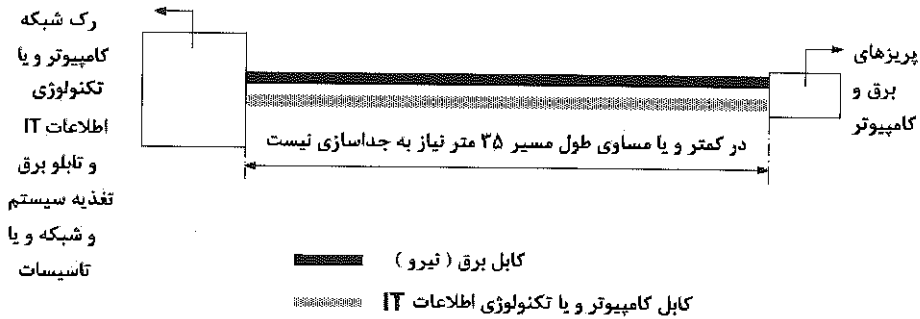 رک شبکه
کامپیوتر و یا
تکنولوژی
اطلاعات IT
و تابلو برق
تغذیه سیستم
و شبکه و یا
تاسیسات
پریزهای
برق و
کامپیوتر
در کمتر و یا مساوی طول مسیر ۳۵ متر نیاز به جداسازی نیست
کابل برق ( نیرو )
کابل کامپیوتر و یا تکنولوژی اطلاعات IT